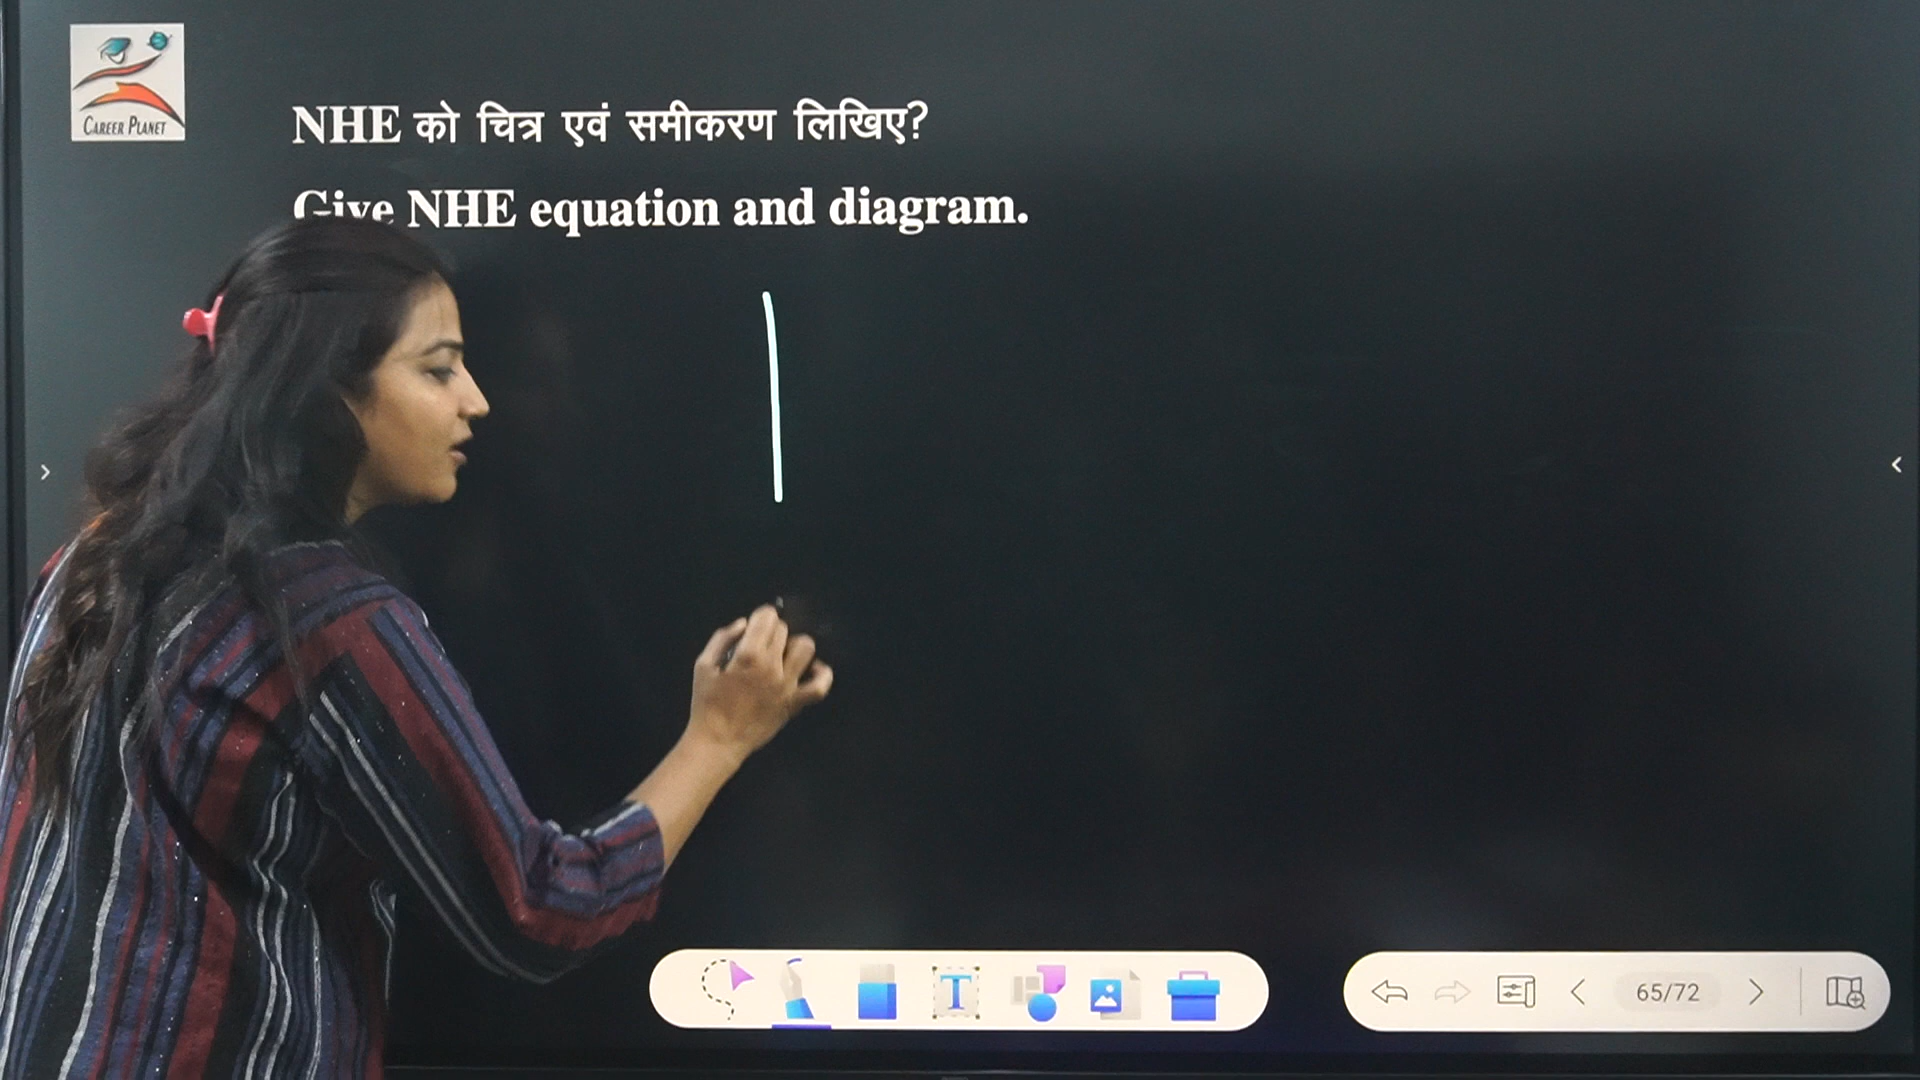 CAREER PLANET
NHE को चित्र एवं समीकरण लिखिए?
Give NHE equation and diagram.
T
65/72